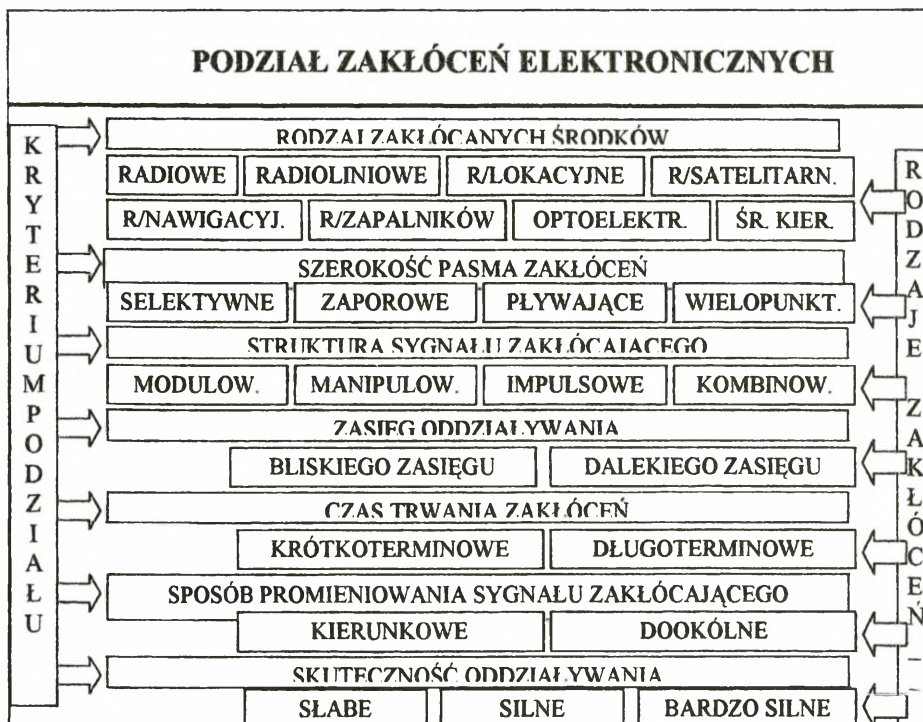 PODZIAŁ ZAKŁÓCEŃ ELEKTRONICZNYCH
KRYTERIUM PODZIAŁU
RODZAJ ZAKŁÓCANYCH ŚRODKÓW
RADIOWE RADIOLINIOWE R/LOKACYJNE R/SATELITARN.
R/NAWIGACYJ. R/ZAPALNIKÓW OPTOELEKTR. ŚR. KIER.
SZEROKOŚĆ PASMA ZAKŁÓCEŃ
SELEKTYWNE ZAPOROWE PŁYWAJĄCE WIELOPUNKT.
STRUKTURA SYGNAŁU ZAKŁÓCAJĄCEGO
MODULOW. MANIPULOW. IMPULSOWE KOMBINOW.
ZASIĘG ODDZIAŁYWANIA
BLISKIEGO ZASIĘGU DALEKIEGO ZASIĘGU
CZAS TRWANIA ZAKŁÓCEŃ
KRÓTKOTERMINOWE DŁUGOTERMINOWE
SPOSÓB PROMIENIOWANIA SYGNAŁU ZAKŁÓCAJĄCEGO
KIERUNKOWE DOOKÓLNE
SKUTECZNOŚĆ ODDZIAŁYWANIA
SŁABE SILNE BARDZO SILNE
RODZAJE ZAKŁÓCEŃ